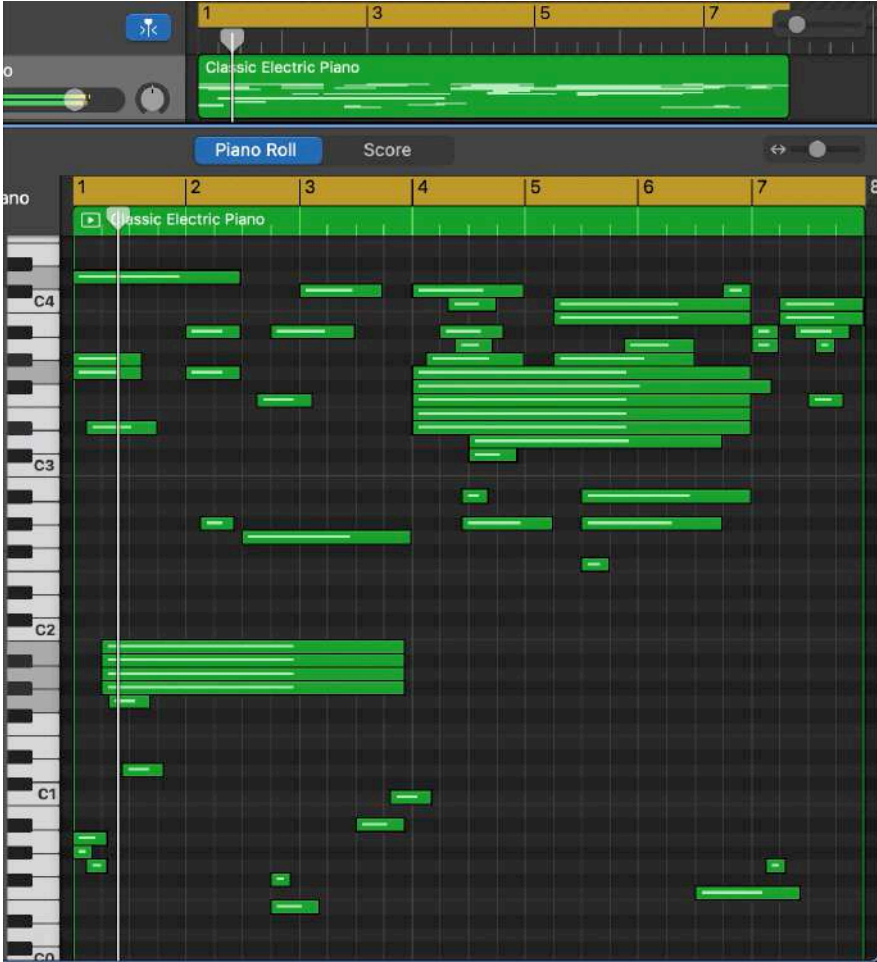 1 3 5 7
o
Classic Electric Piano
Piano Roll Score
ano
1 2 3 4 5 6 7 8
Classic Electric Piano
C4
C3
C2
C1
C0